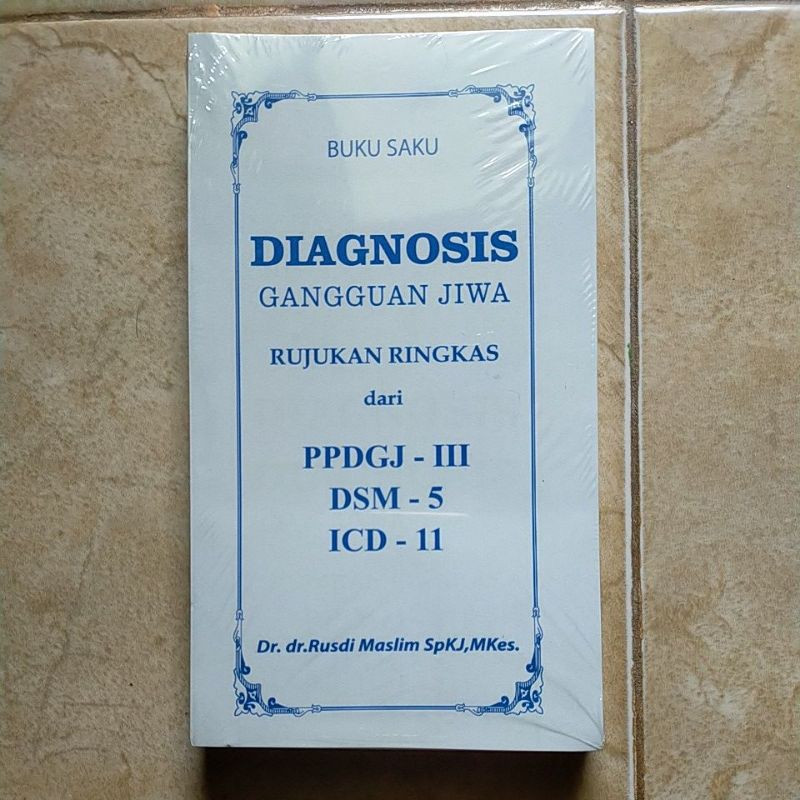 BUKU SAKU
DIAGNOSIS
GANGGUAN JIWA
RUJUKAN RINGKAS
dari
PPDGJ - III
DSM - 5
ICD - 11
Dr. dr.Rusdi Maslim SpKJ,MKes.